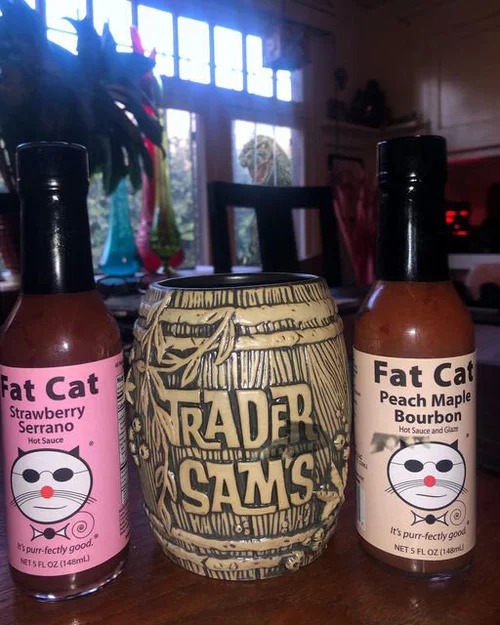 Fat Cat
Strawberry
Serrano
Hot Sauce
It's purr-fectly good.
NET 5 FL OZ (148mL)
TRADER
SAM'S
Fat Cat
Peach Maple
Bourbon
Hot Sauce and Glaze
It's purr-fectly good.
NET 5 FL OZ (148mL)